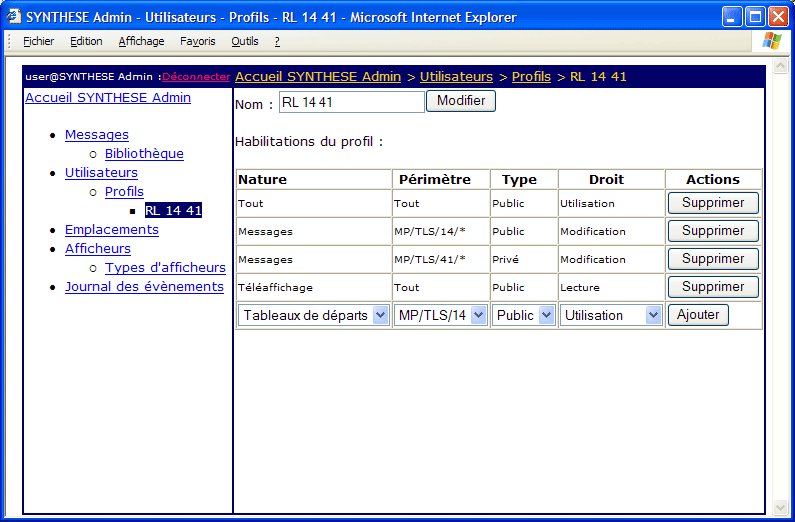 SYNTHESE Admin - Utilisateurs - Profils - RL 14 41 - Microsoft Internet Explorer
Fichier Edition Affichage Favoris Outils ?
user@SYNTHESE Admin :Déconnecter Accueil SYNTHESE Admin > Utilisateurs > Profils > RL 14 41
Accueil SYNTHESE Admin
Messages
Bibliothèque
Utilisateurs
Profils
RL 14 41
Emplacements
Afficheurs
Types d'afficheurs
Journal des évènements
Nom : RL 14 41 Modifier
Habilitations du profil :
Nature Périmètre Type Droit Actions
Tout Tout Public Utilisation Supprimer
Messages MP/TLS/14/* Public Modification Supprimer
Messages MP/TLS/41/* Privé Modification Supprimer
Téléaffichage Tout Public Lecture Supprimer
Tableaux de départs MP/TLS/14 Public Utilisation Ajouter